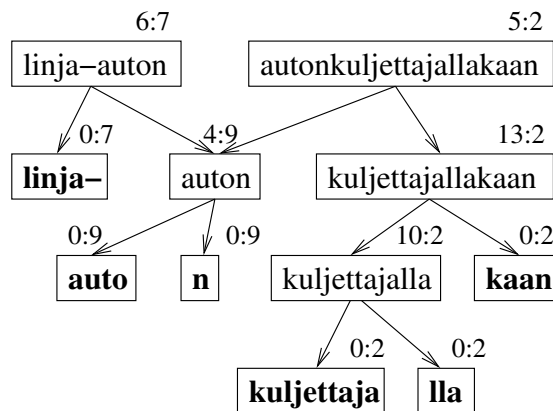 6:7 5:2
linja−auton autonkuljettajallakaan
0:7 4:9 13:2
linja− auton kuljettajallakaan
0:9 0:9 10:2 0:2
auto n kuljettajalla kaan
0:2 0:2
kuljettaja lla